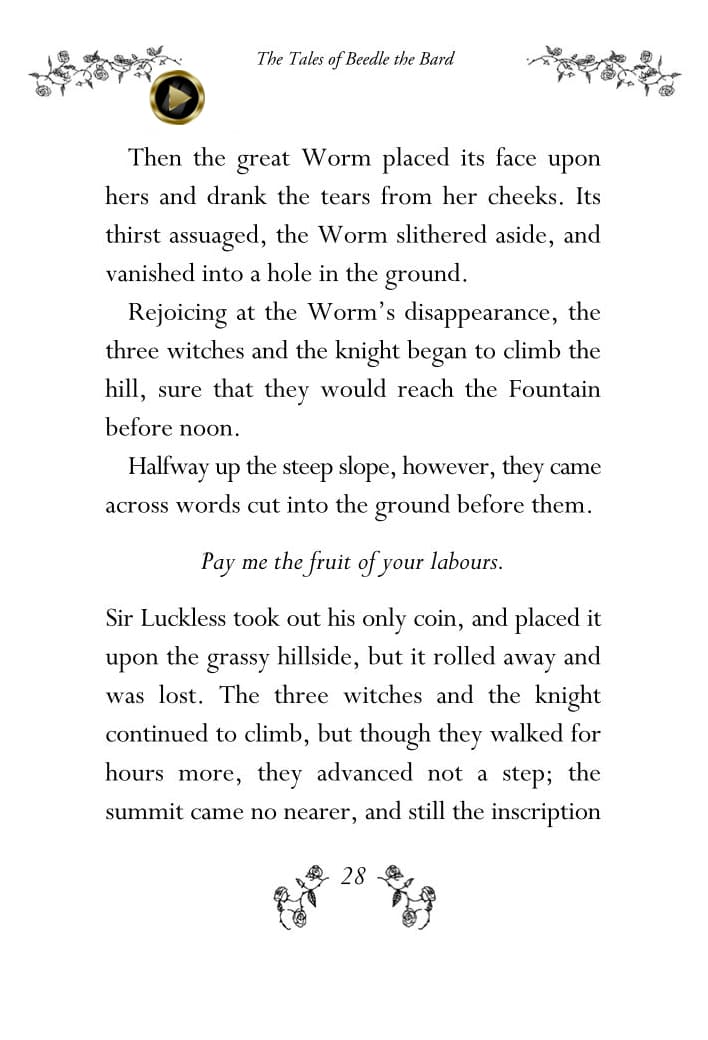 The Tales of Beedle the Bard
Then the great Worm placed its face upon
hers and drank the tears from her cheeks. Its
thirst assuaged, the Worm slithered aside, and
vanished into a hole in the ground.
Rejoicing at the Worm’s disappearance, the
three witches and the knight began to climb the
hill, sure that they would reach the Fountain
before noon.
Halfway up the steep slope, however, they came
across words cut into the ground before them.
Pay me the fruit of your labours.
Sir Luckless took out his only coin, and placed it
upon the grassy hillside, but it rolled away and
was lost. The three witches and the knight
continued to climb, but though they walked for
hours more, they advanced not a step; the
summit came no nearer, and still the inscription
28